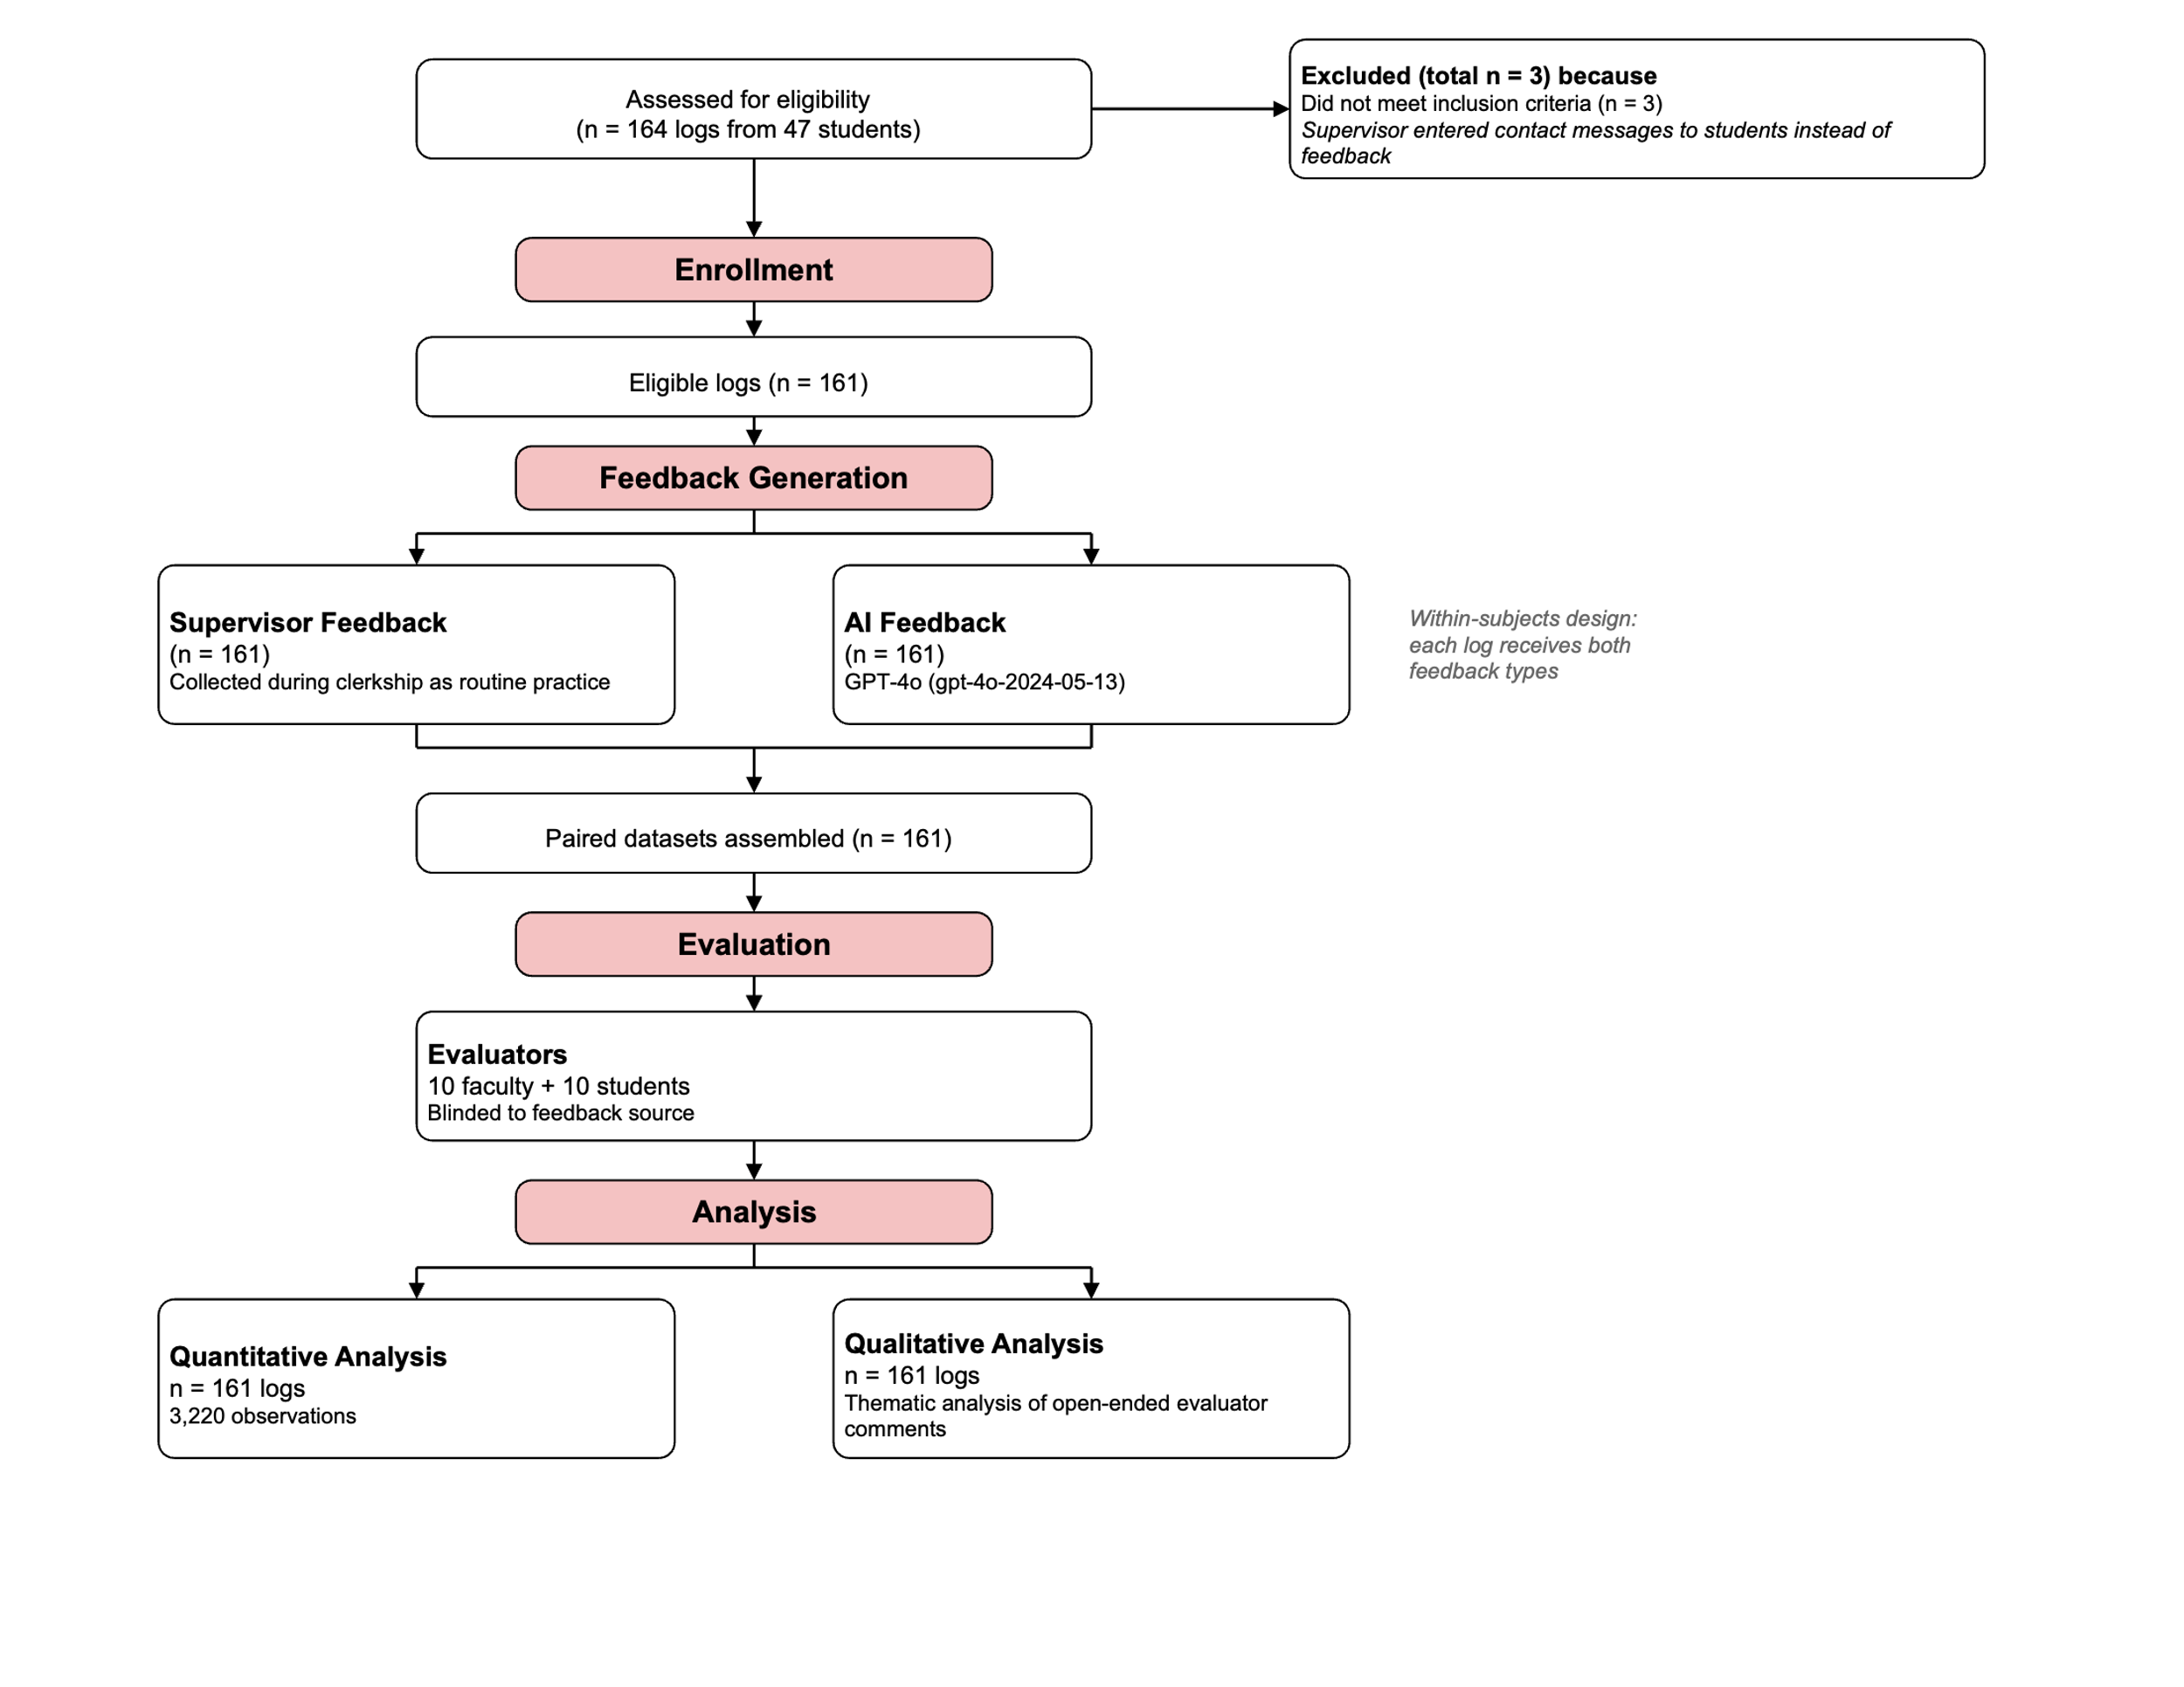 Assessed for eligibility
(n = 164 logs from 47 students)
Excluded (total n = 3) because
Did not meet inclusion criteria (n = 3)
Supervisor entered contact messages to students instead of
feedback
Enrollment
Eligible logs (n = 161)
Feedback Generation
Supervisor Feedback
(n = 161)
Collected during clerkship as routine practice
AI Feedback
(n = 161)
GPT-4o (gpt-4o-2024-05-13)
Within-subjects design:
each log receives both
feedback types
Paired datasets assembled (n = 161)
Evaluation
Evaluators
10 faculty + 10 students
Blinded to feedback source
Analysis
Quantitative Analysis
n = 161 logs
3,220 observations
Qualitative Analysis
n = 161 logs
Thematic analysis of open-ended evaluator
comments